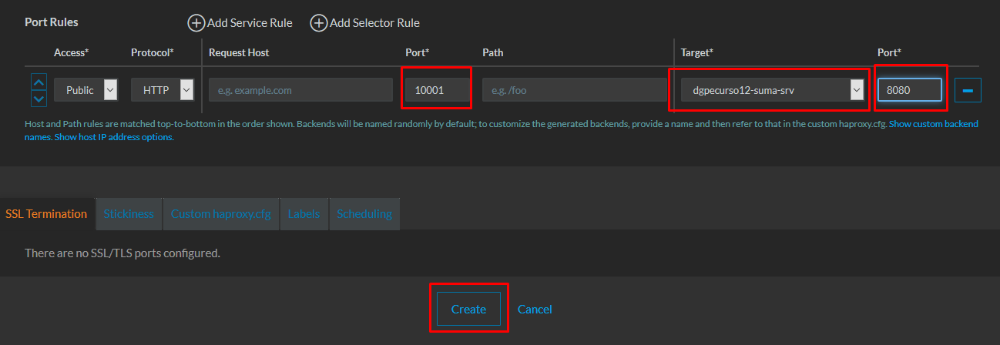 Port Rules Add Service Rule Add Selector Rule
Access* Protocol* Request Host Port* Path Target* Port*
Public HTTP e.g. example.com 10001 e.g. /foo dgpecurso12-suma-srv 8080
Host and Path rules are matched top-to-bottom in the order shown. Backends will be named randomly by default; to customize the generated backends, provide a name and then refer to that in the custom haproxy.cfg. Show custom backend
names. Show host IP address options.
SSL Termination Stickiness Custom haproxy.cfg Labels Scheduling
There are no SSL/TLS ports configured.
Create Cancel